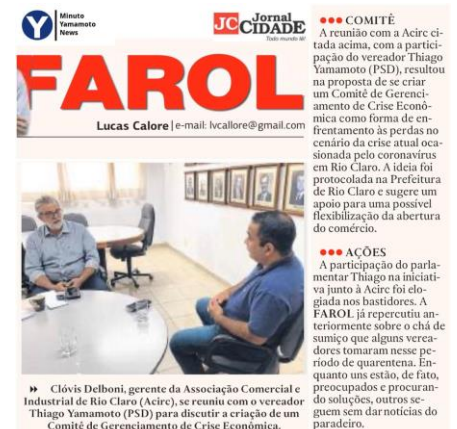 Y
Minuto
Yamamoto
News
JC Jornal
CIDADE
Todo mundo lê!
FAROL
Lucas Calore | e-mail: lvcallore@gmail.com
Clóvis Delboni, gerente da Associação Comercial e
Industrial de Rio Claro (Acirc), se reuniu com o vereador
Thiago Yamamoto (PSD) para discutir a criação de um
Comitê de Gerenciamento de Crise Econômica.
●●● COMITÊ
A reunião com a Acirc ci-
tada acima, com a partici-
pação do vereador Thiago
Yamamoto (PSD), resultou
na proposta de se criar
um Comitê de Gerenci-
amento de Crise Econô-
mica como forma de en-
frentamento às perdas no
cenário da crise atual oca-
sionada pelo coronavírus
em Rio Claro. A ideia foi
protocolada na Prefeitura
de Rio Claro e sugere um
apoio para uma possível
flexibilização da abertura
do comércio.
●●● AÇÕES
A participação do parla-
mentar Thiago na iniciati-
va junto à Acirc foi elo-
giada nos bastidores. A
FAROL já repercutiu an-
teriormente sobre o chá de
sumiço que alguns verea-
dores tomaram nesse pe-
ríodo de quarentena. En-
quanto uns estão, de fato,
preocupados e procuran-
do soluções, outros se-
guem sem dar notícias do
paradeiro.